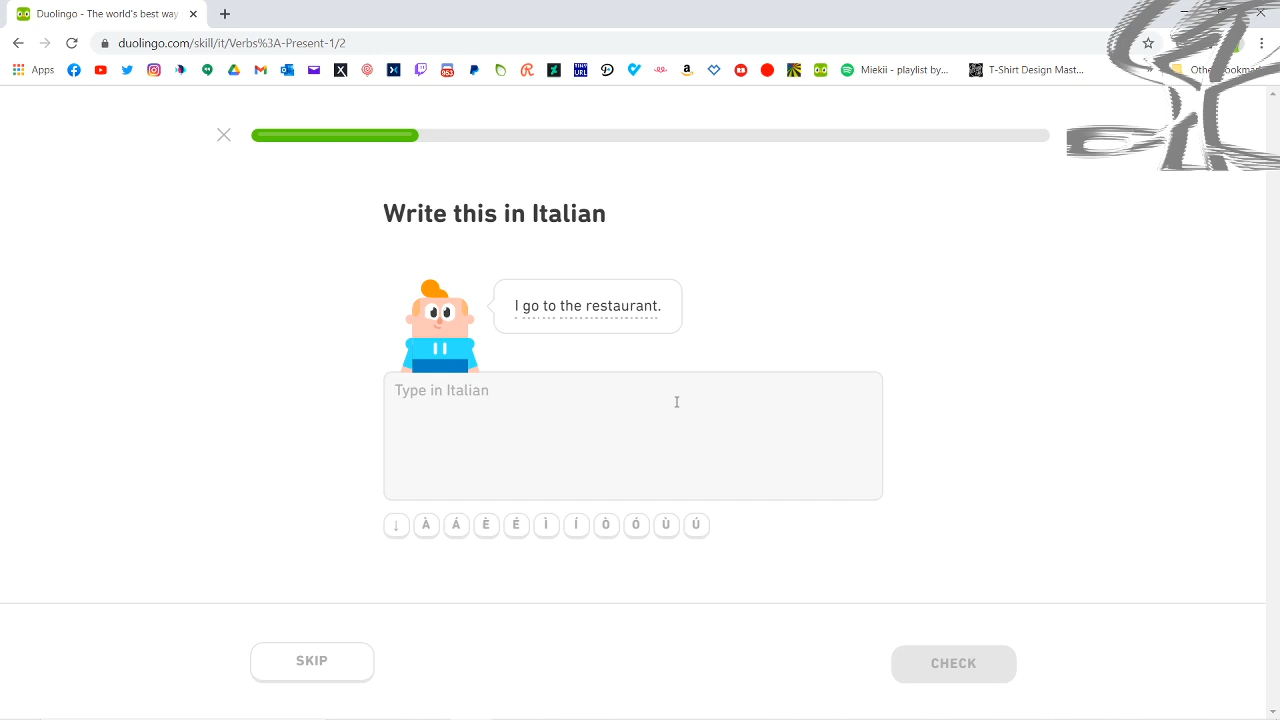 Duolingo - The world's best way
duolingo.com/skill/it/Verbs%3A-Present-1/2
Apps
Miekii - playlist by...
T-Shirt Design Mast...
Write this in Italian
I go to the restaurant.
Type in Italian
↓ À Á È É Ì Í Ò Ó Ù Ú
SKIP
CHECK